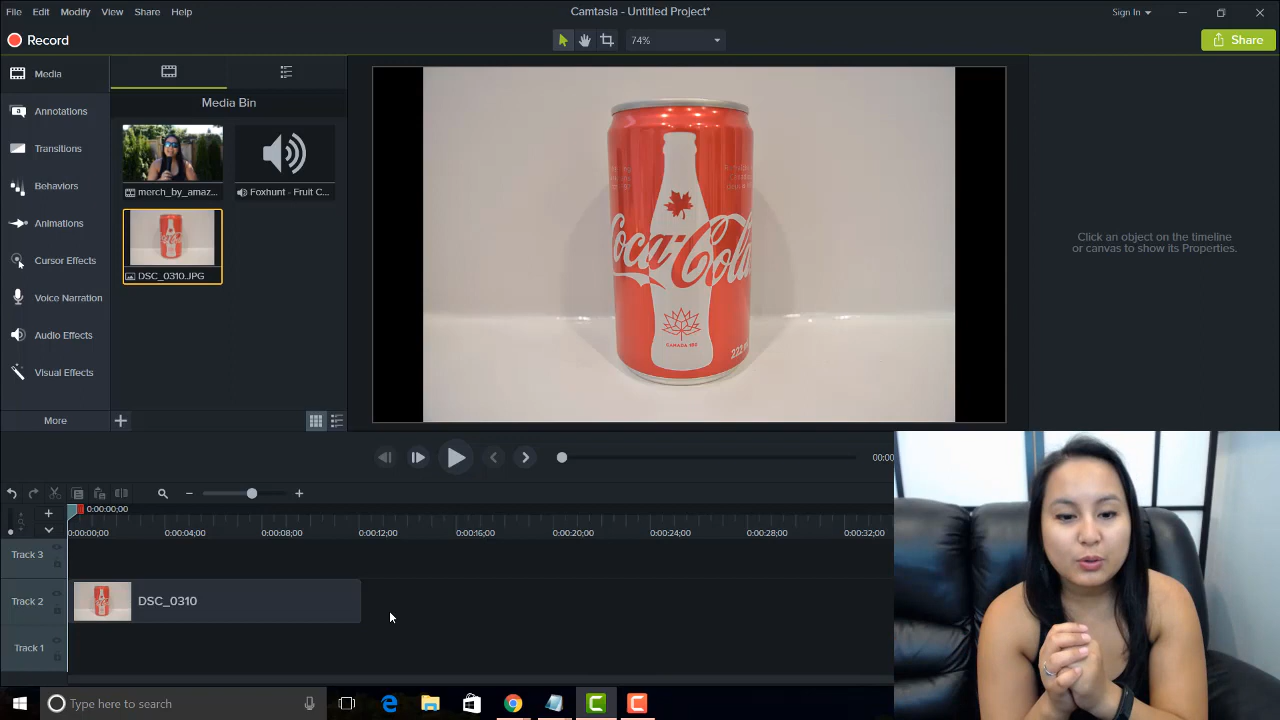 File Edit Modify View Share Help
Camtasia - Untitled Project*
Sign In
Record
74%
Share
Media
Annotations
Transitions
Behaviors
Animations
Cursor Effects
Voice Narration
Audio Effects
Visual Effects
More
Media Bin
merch_by_amaz...
Foxhunt - Fruit C...
DSC_0310.JPG
Coca-Cola
CANADA 150
222 m
Click an object on the timeline
or canvas to show its Properties.
00:00
0:00:00;00
0:00:00;00 0:00:04;00 0:00:08;00 0:00:12;00 0:00:16;00 0:00:20;00 0:00:24;00 0:00:28;00 0:00:32;00
Track 3
Track 2
DSC_0310
Track 1
Type here to search